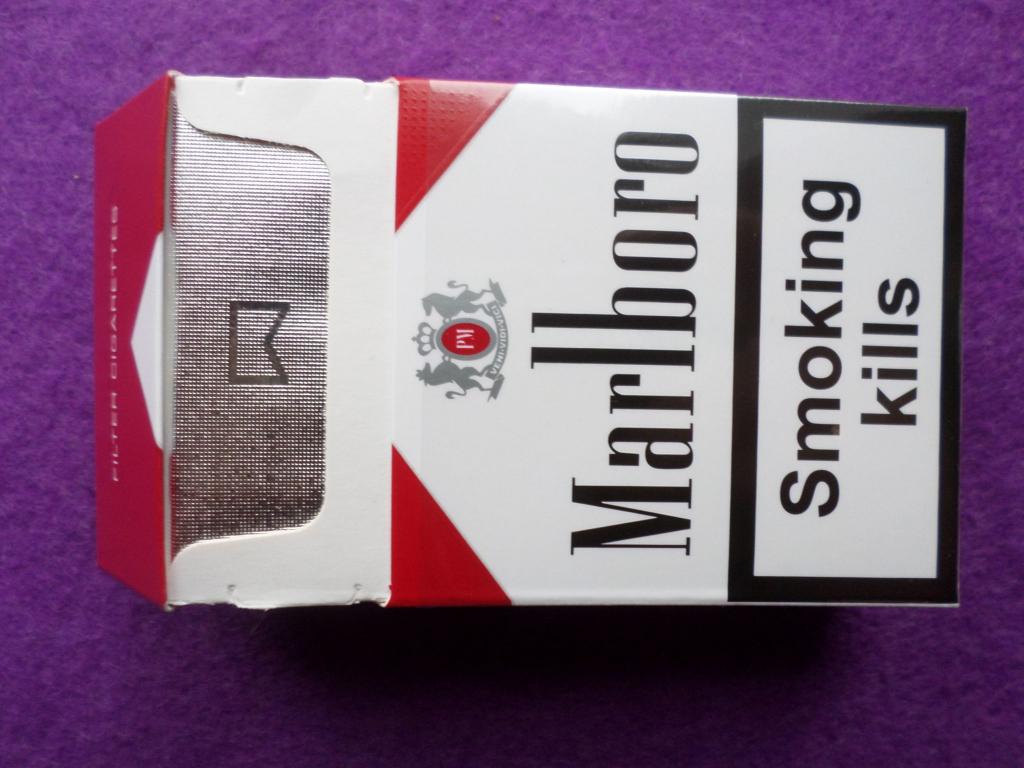 FILTER CIGARETTES
PM
VENI VIDI VICI
Marlboro
Smoking
kills